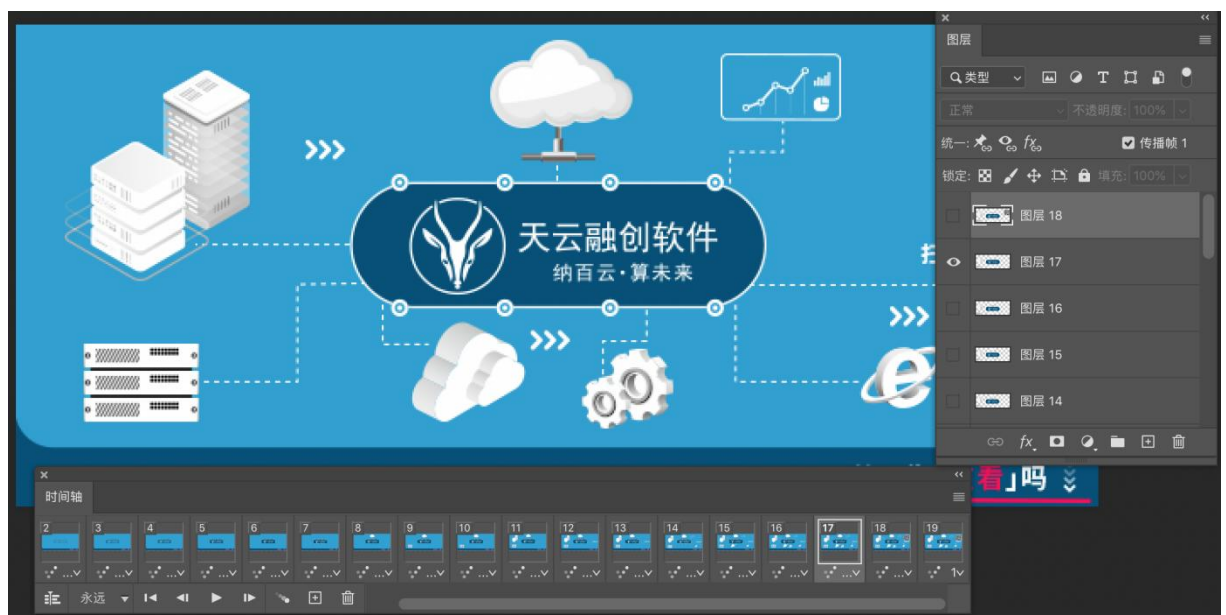 图层
类型
正常
不透明度: 100%
统一:
传播帧 1
锁定:
填充: 100%
图层 18
图层 17
图层 16
图层 15
图层 14
fx
天云融创软件
纳百云·算未来
看」吗
时间轴
2 3 4 5 6 7 8 9 10 11 12 13 14 15 16 17 18 19
永远